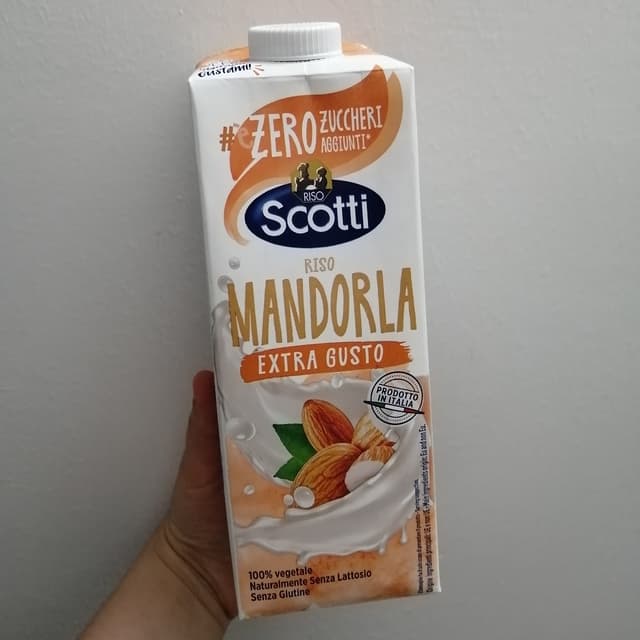 Gustami!
#è ZERO ZUCCHERI
AGGIUNTI*
RISO
Scotti
RISO
MANDORLA
EXTRA GUSTO
PRODOTTO
IN ITALIA
100% vegetale
Naturalmente Senza Lattosio
Senza Glutine